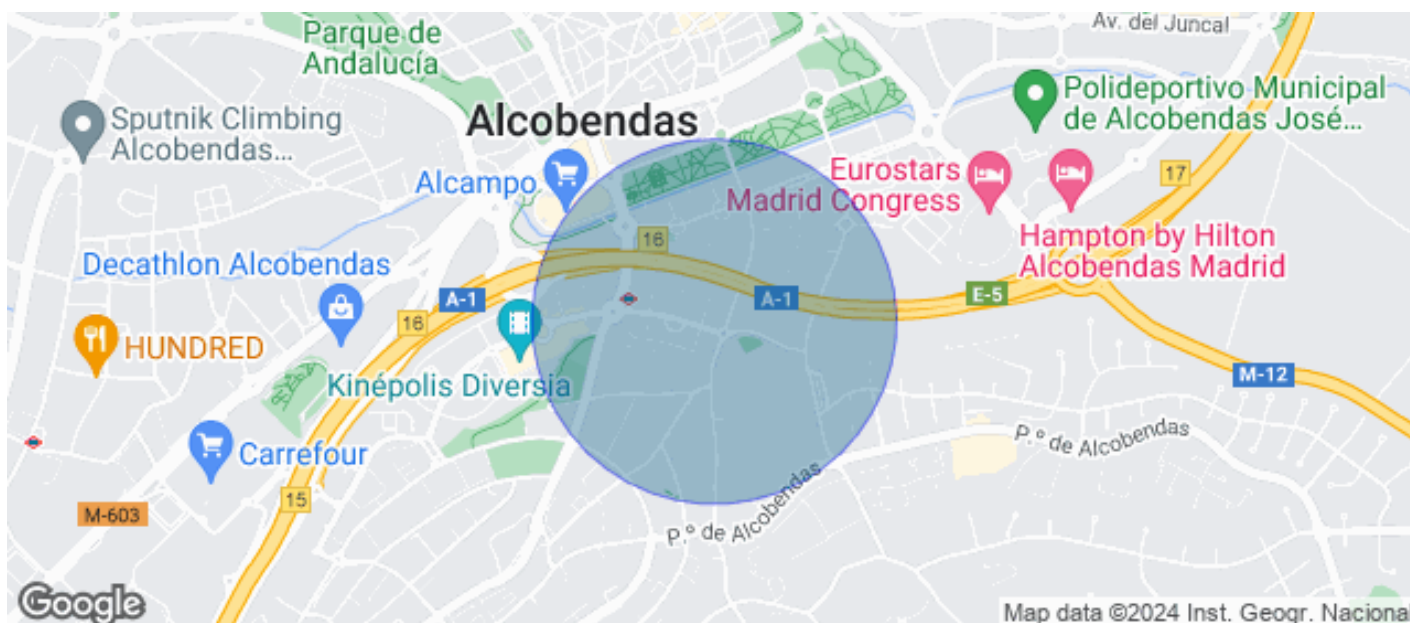 Parque de
Andalucía
Av. del Juncal
Sputnik Climbing
Alcobendas...
Alcobendas
Polideportivo Municipal
de Alcobendas José...
Alcampo
Eurostars
Madrid Congress
17
Hampton by Hilton
Alcobendas Madrid
Decathlon Alcobendas
16
A-1
A-1
E-5
16
HUNDRED
Kinépolis Diversia
M-12
Carrefour
P.º de Alcobendas
15
M-603
P.º de Alcobendas
Google
Map data ©2024 Inst. Geogr. Nacional